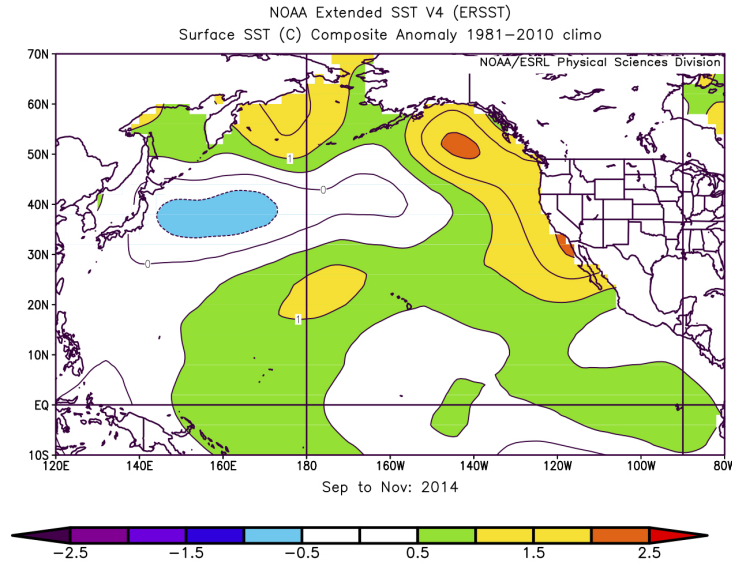 NOAA Extended SST V4 (ERSST)
Surface SST (C) Composite Anomaly 1981-2010 climo
NOAA/ESRL Physical Sciences Division
70N
60N
50N
40N
30N
20N
10N
EQ
10S
1
0
0
1
120E 140E 160E 180 160W 140W 120W 100W 80W
Sep to Nov: 2014
-2.5 -1.5 -0.5 0.5 1.5 2.5